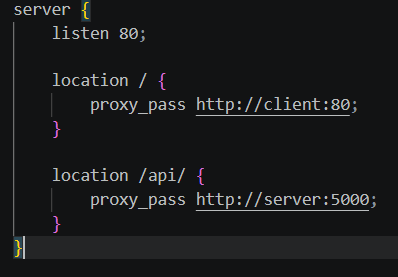 server {
    listen 80;
    location / {
        proxy_pass http://client:80;
    }
    location /api/ {
        proxy_pass http://server:5000;
    }
}